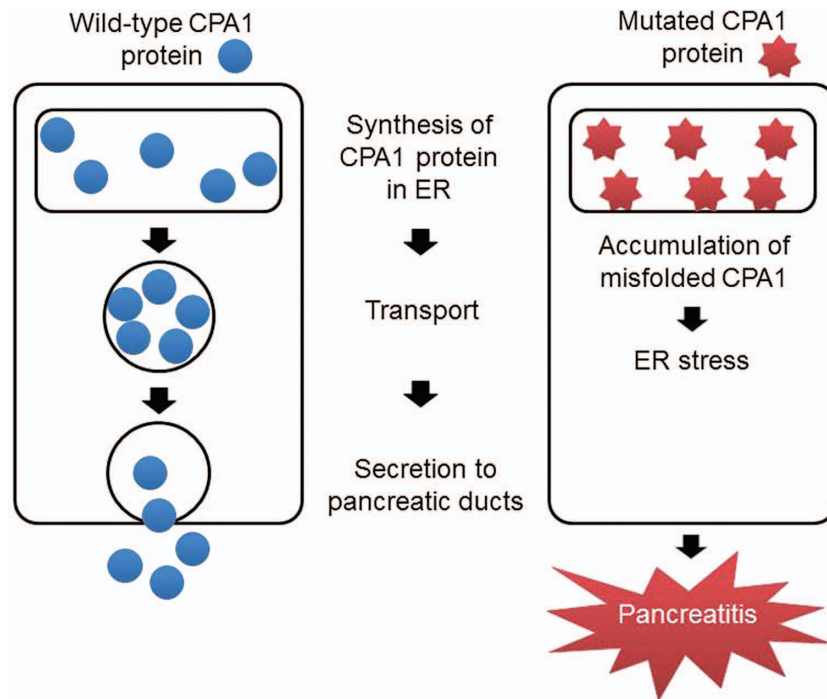 Wild-type CPA1
protein
Mutated CPA1
protein
Synthesis of
CPA1 protein
in ER
Transport
Secretion to
pancreatic ducts
Accumulation of
misfolded CPA1
ER stress
Pancreatitis